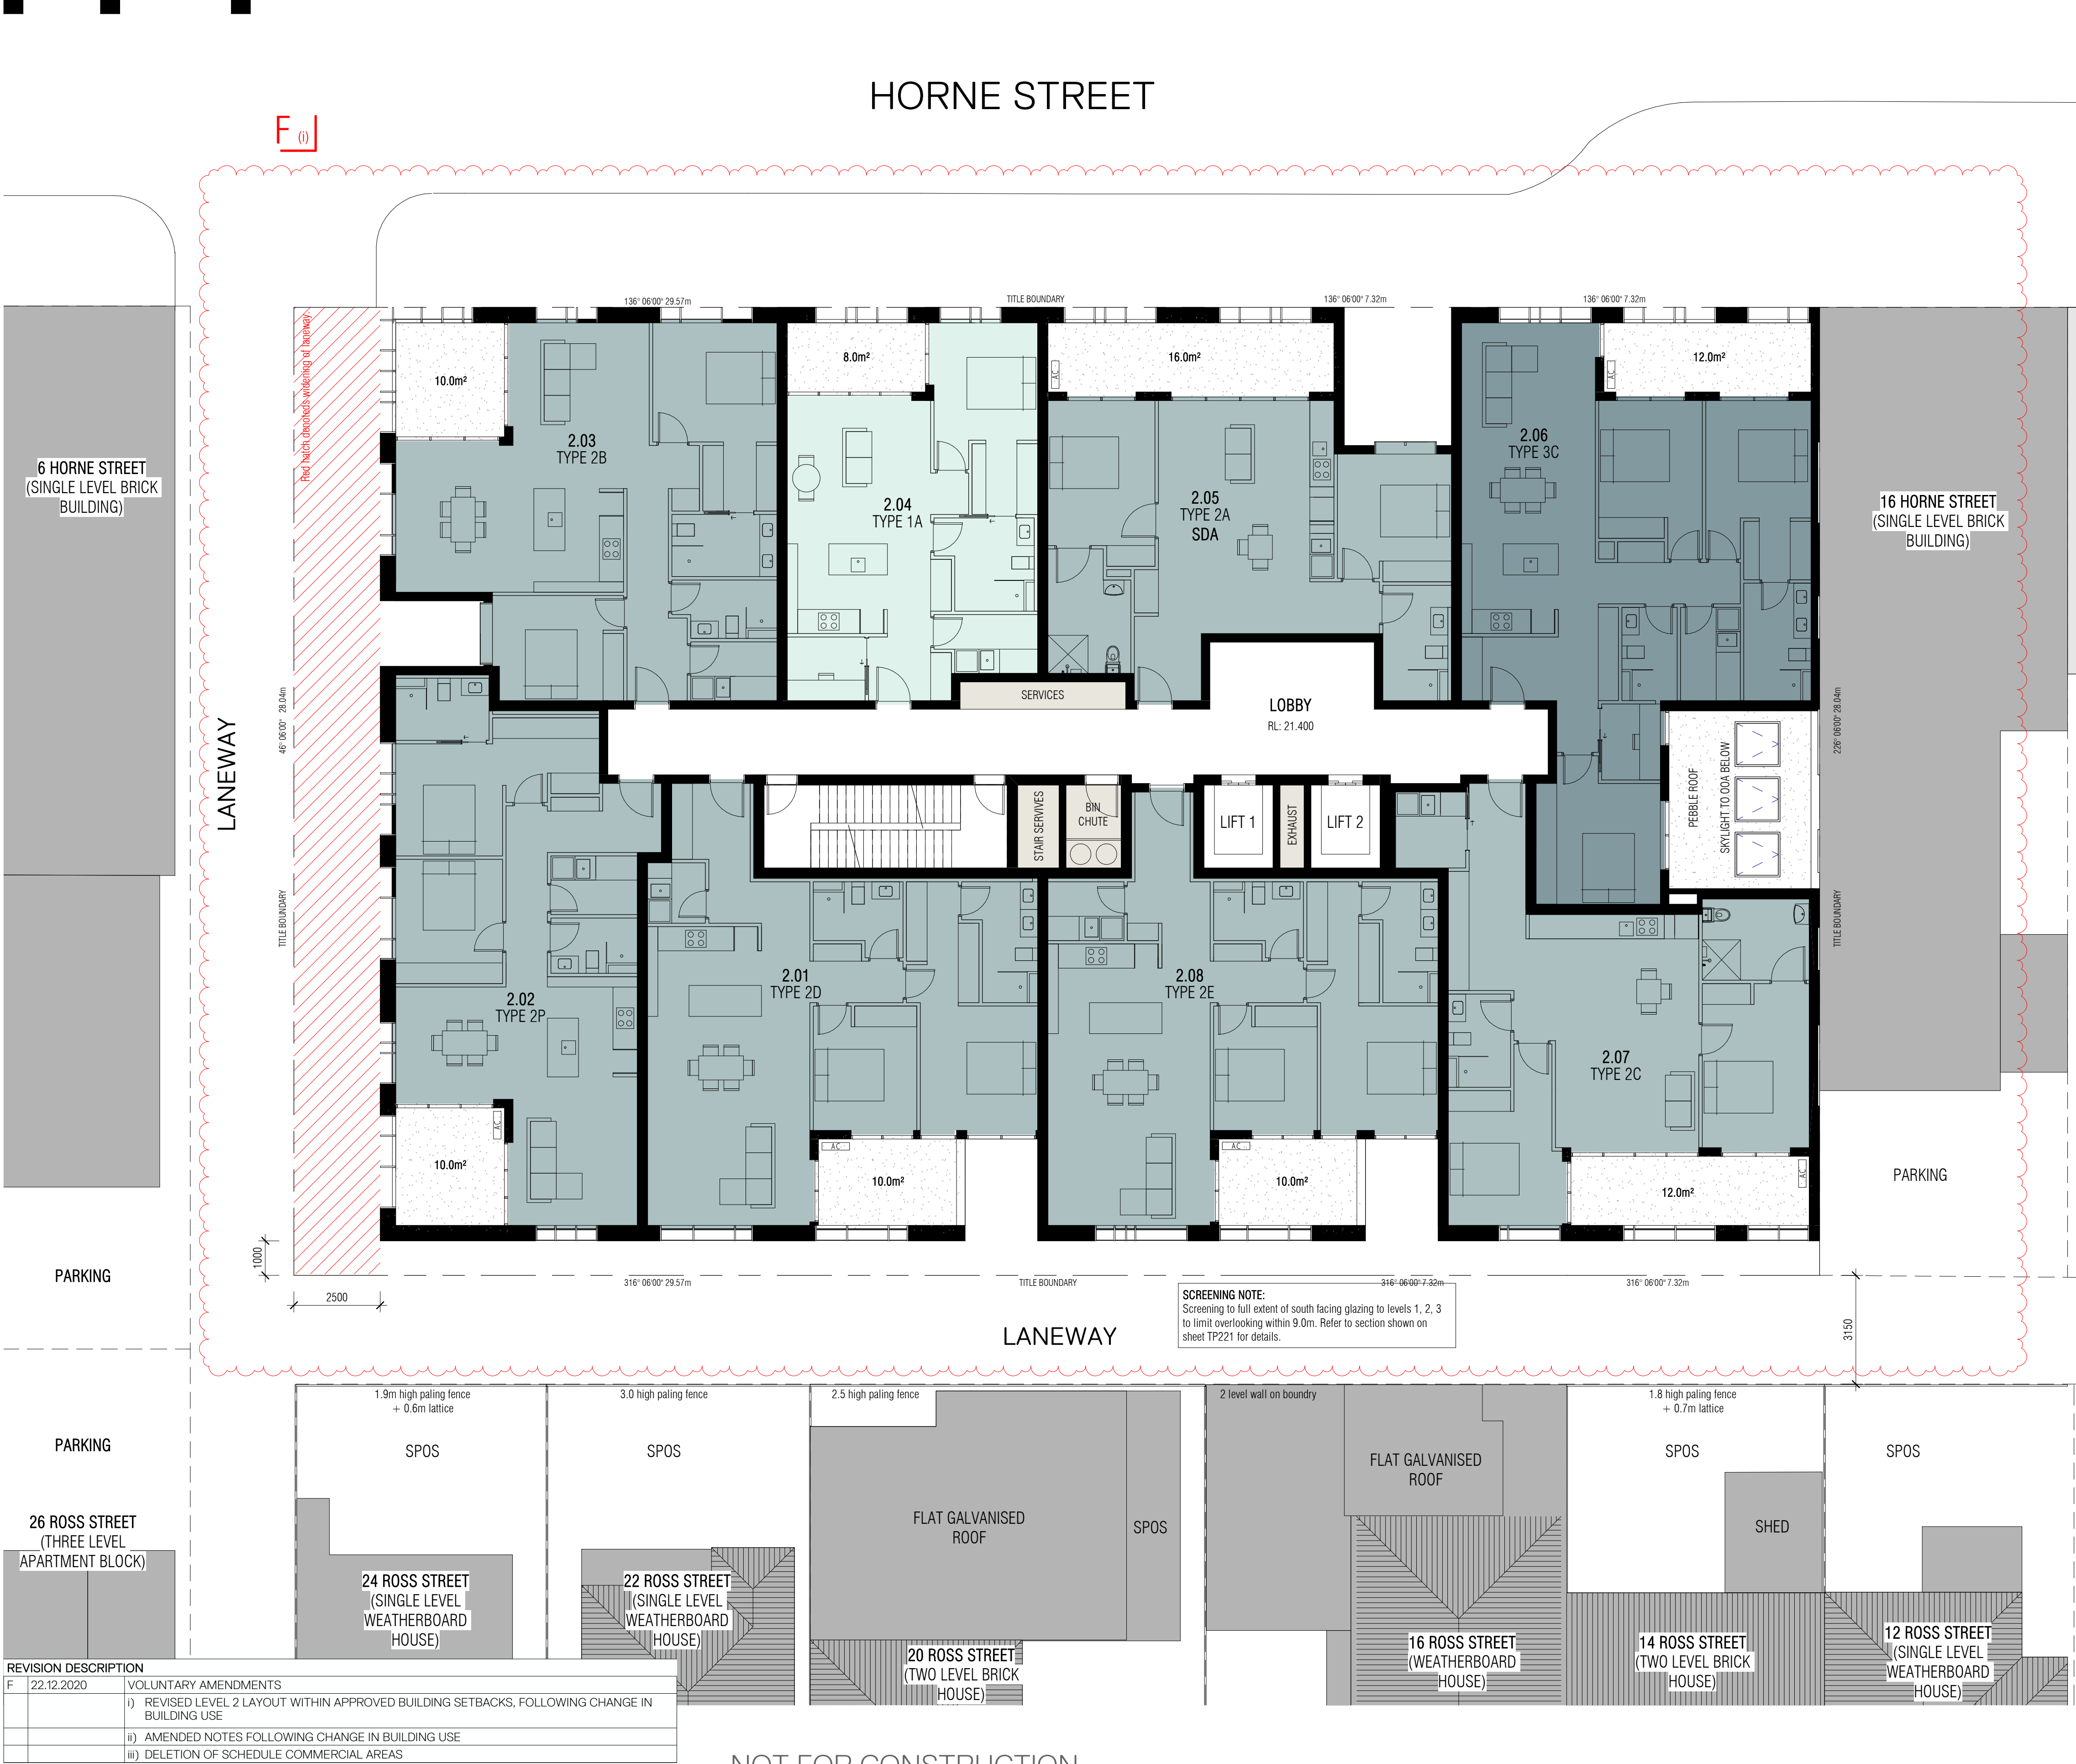 HORNE STREET
F (i)
136° 06'00" 29.57m
TITLE BOUNDARY
136° 06'00" 7.32m
136° 06'00" 7.32m
Red hatch denoteds widening of laneway
10.0m²
8.0m²
16.0m²
AC
12.0m²
AC
2.03
TYPE 2B
2.04
TYPE 1A
2.05
TYPE 2A
SDA
2.06
TYPE 3C
6 HORNE STREET
(SINGLE LEVEL BRICK
BUILDING)
16 HORNE STREET
(SINGLE LEVEL BRICK
BUILDING)
LANEWAY
46° 06'00" 28.04m
TITLE BOUNDARY
SERVICES
LOBBY
RL: 21.400
226° 06'00" 28.04m
TITLE BOUNDARY
STAIR SERVIVES
BIN
CHUTE
LIFT 1
EXHAUST
LIFT 2
PEBBLE ROOF
SKYLIGHT TO OOA BELOW
2.02
TYPE 2P
2.01
TYPE 2D
2.08
TYPE 2E
2.07
TYPE 2C
AC
10.0m²
AC
10.0m²
AC
10.0m²
AC
12.0m²
PARKING
PARKING
1000
2500
316° 06'00" 29.57m
TITLE BOUNDARY
316° 06'00" 7.32m
316° 06'00" 7.32m
LANEWAY
SCREENING NOTE:
Screening to full extent of south facing glazing to levels 1, 2, 3
to limit overlooking within 9.0m. Refer to section shown on
sheet TP221 for details.
3150
1.9m high paling fence
+ 0.6m lattice
3.0 high paling fence
2.5 high paling fence
2 level wall on boundry
1.8 high paling fence
+ 0.7m lattice
PARKING
SPOS
SPOS
FLAT GALVANISED
ROOF
SPOS
FLAT GALVANISED
ROOF
SPOS
SHED
SPOS
26 ROSS STREET
(THREE LEVEL
APARTMENT BLOCK)
24 ROSS STREET
(SINGLE LEVEL
WEATHERBOARD
HOUSE)
22 ROSS STREET
(SINGLE LEVEL
WEATHERBOARD
HOUSE)
20 ROSS STREET
(TWO LEVEL BRICK
HOUSE)
16 ROSS STREET
(WEATHERBOARD
HOUSE)
14 ROSS STREET
(TWO LEVEL BRICK
HOUSE)
12 ROSS STREET
(SINGLE LEVEL
WEATHERBOARD
HOUSE)
REVISION DESCRIPTION
F 22.12.2020 VOLUNTARY AMENDMENTS
i) REVISED LEVEL 2 LAYOUT WITHIN APPROVED BUILDING SETBACKS, FOLLOWING CHANGE IN
BUILDING USE
ii) AMENDED NOTES FOLLOWING CHANGE IN BUILDING USE
iii) DELETION OF SCHEDULE COMMERCIAL AREAS
NOT FOR CONSTRUCTION